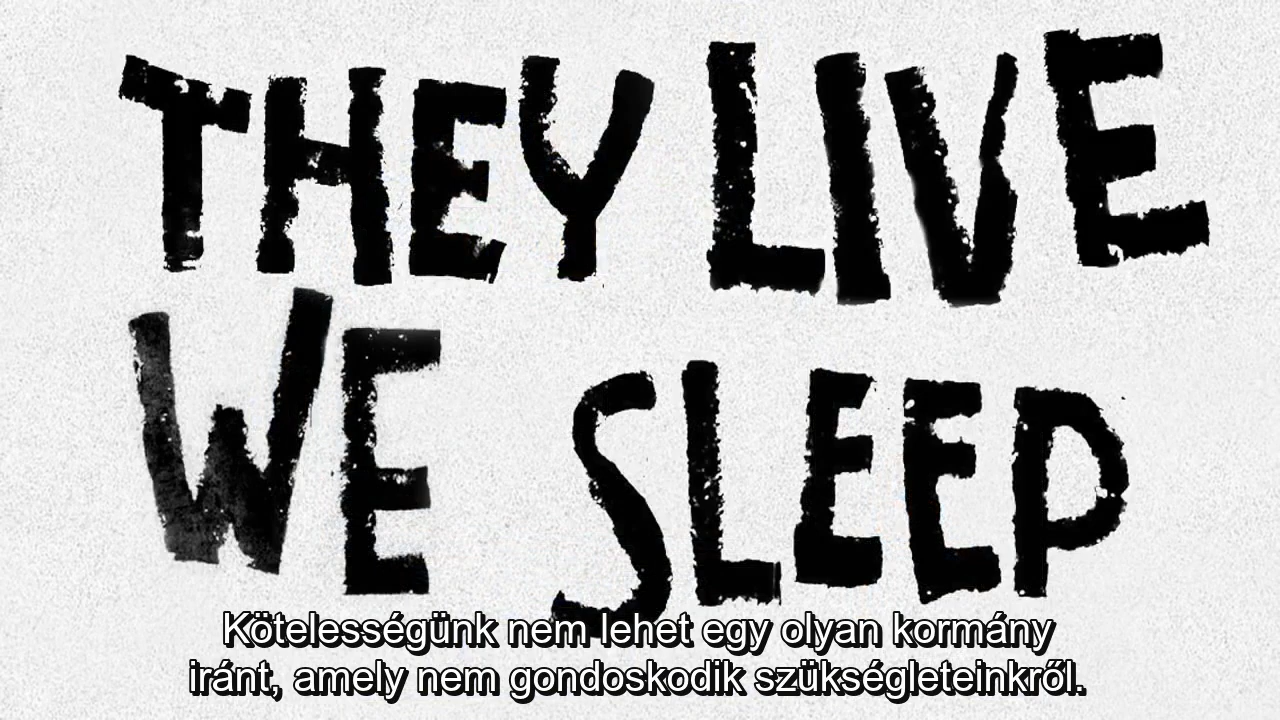 THEY LIVE
WE SLEEP
Kötelességünk nem lehet egy olyan kormány
iránt, amely nem gondoskodik szükségleteinkről.